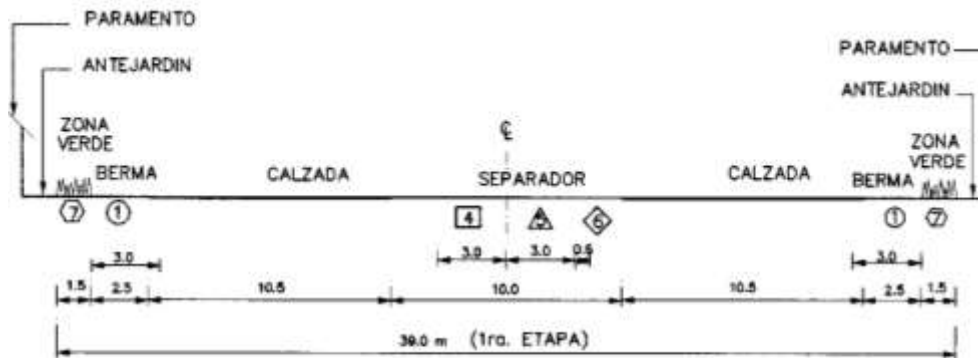 PARAMENTO
PARAMENTO
ANTEJARDIN
ANTEJARDIN
ZONA
VERDE
ZONA
VERDE
BERMA
CALZADA
SEPARADOR
CALZADA
BERMA
7
1
4
5
6
1
7
3.0
3.0
3.0
0.6
3.0
1.5
2.5
10.5
10.0
10.5
2.5
1.5
39.0 m (1ra. ETAPA)